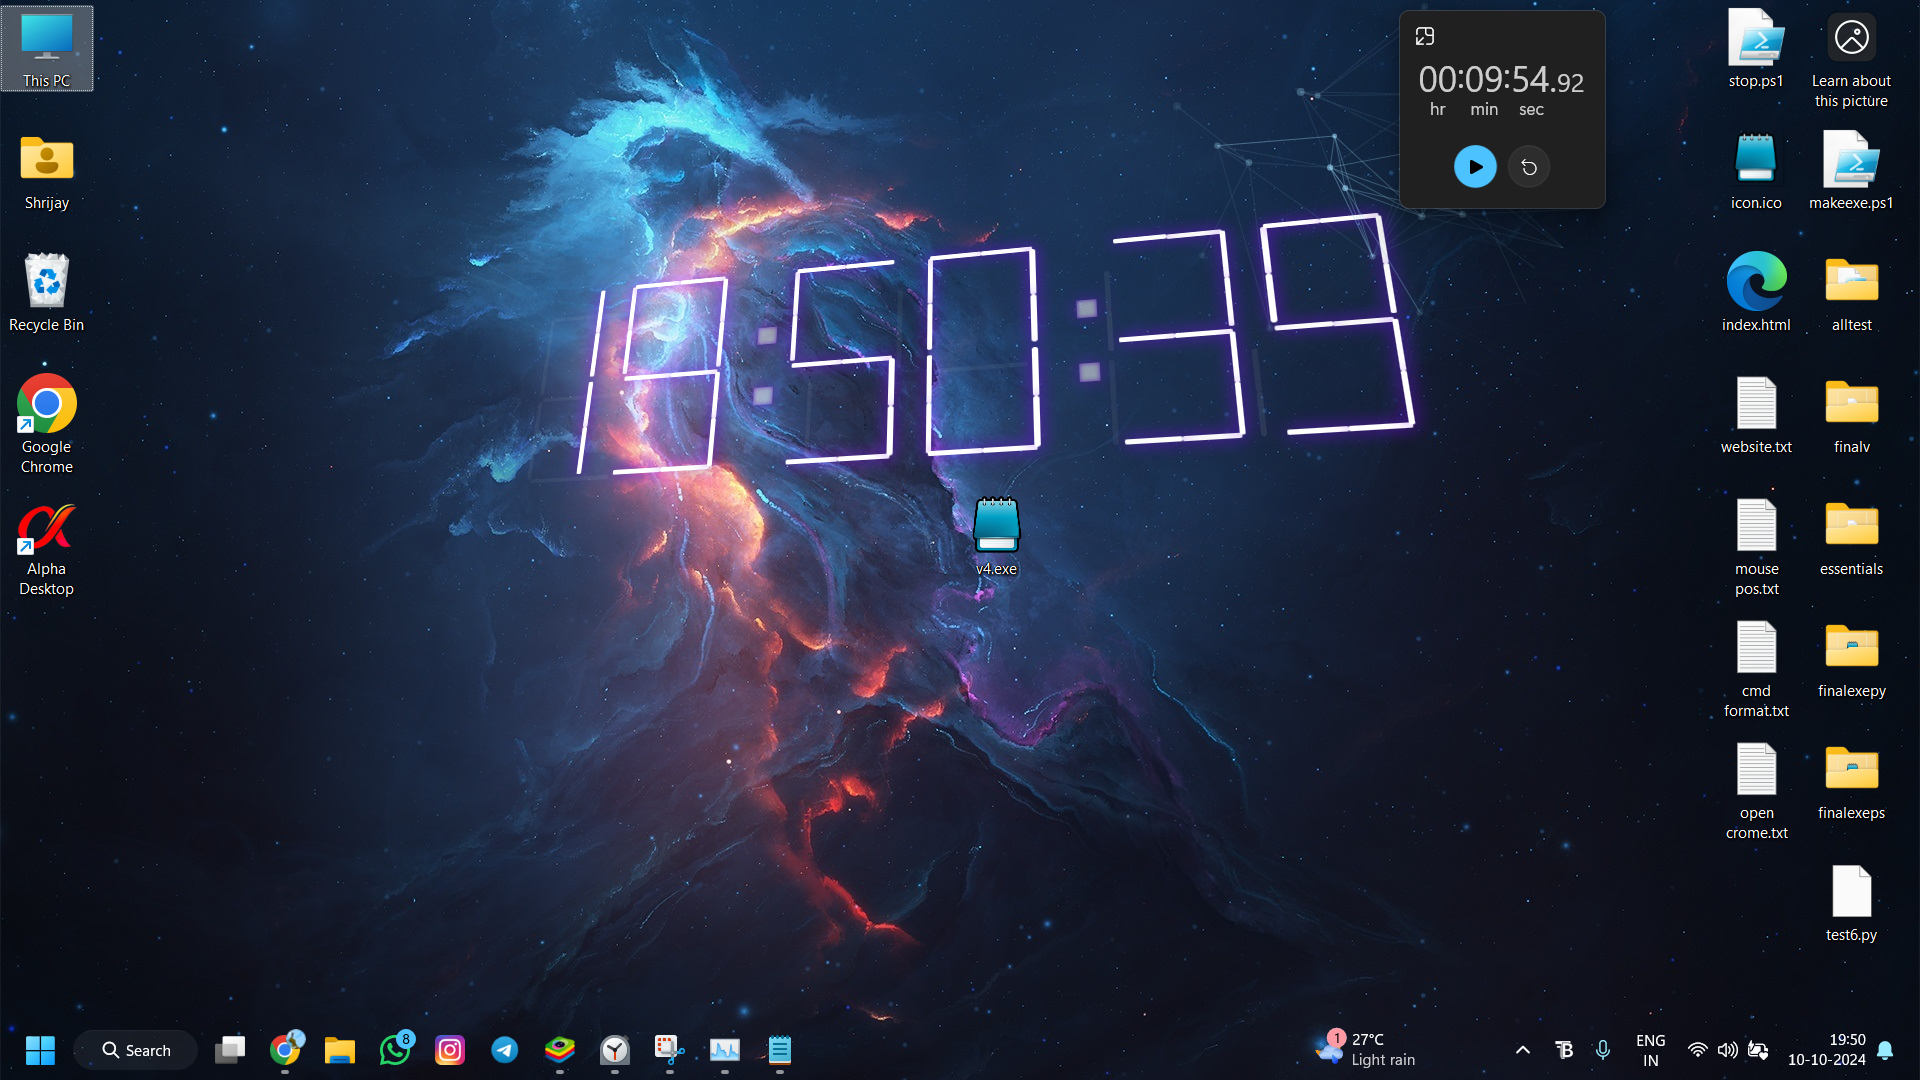 This PC
Shrijay
Recycle Bin
Google
Chrome
Alpha
Desktop
19:50:39
v4.exe
00:09:54.92
hr min sec
stop.ps1
Learn about
this picture
icon.ico
makeexe.ps1
index.html
alltest
website.txt
finalv
mouse
pos.txt
essentials
cmd
format.txt
finalexepy
open
crome.txt
finalexeps
test6.py
Search
8
1
27°C
Light rain
ENG
IN
19:50
10-10-2024